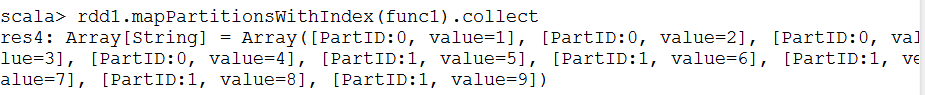 scala> rdd1.mapPartitionsWithIndex(func1).collect
res4: Array[String] = Array([PartID:0, value=1], [PartID:0, value=2], [PartID:0, val
lue=3], [PartID:0, value=4], [PartID:1, value=5], [PartID:1, value=6], [PartID:1, va
alue=7], [PartID:1, value=8], [PartID:1, value=9])